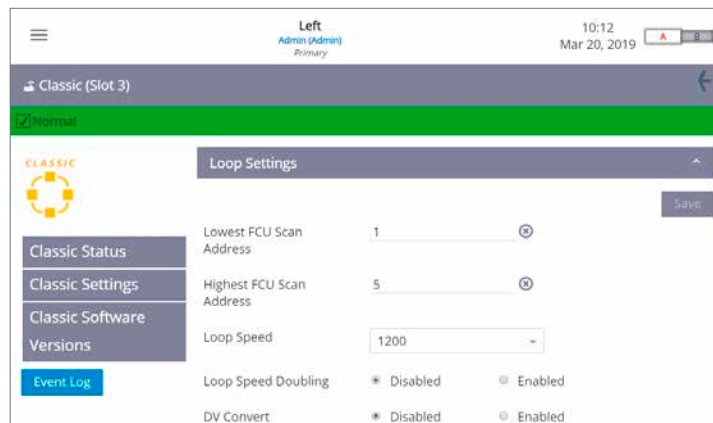 Left
Admin (Admin)
Primary
10:12
Mar 20, 2019
A
B
Classic (Slot 3)
Normal
CLASSIC
Classic Status
Classic Settings
Classic Software
Versions
Event Log
Loop Settings
Save
Lowest FCU Scan
Address
1
Highest FCU Scan
Address
5
Loop Speed
1200
Loop Speed Doubling
Disabled
Enabled
DV Convert
Disabled
Enabled